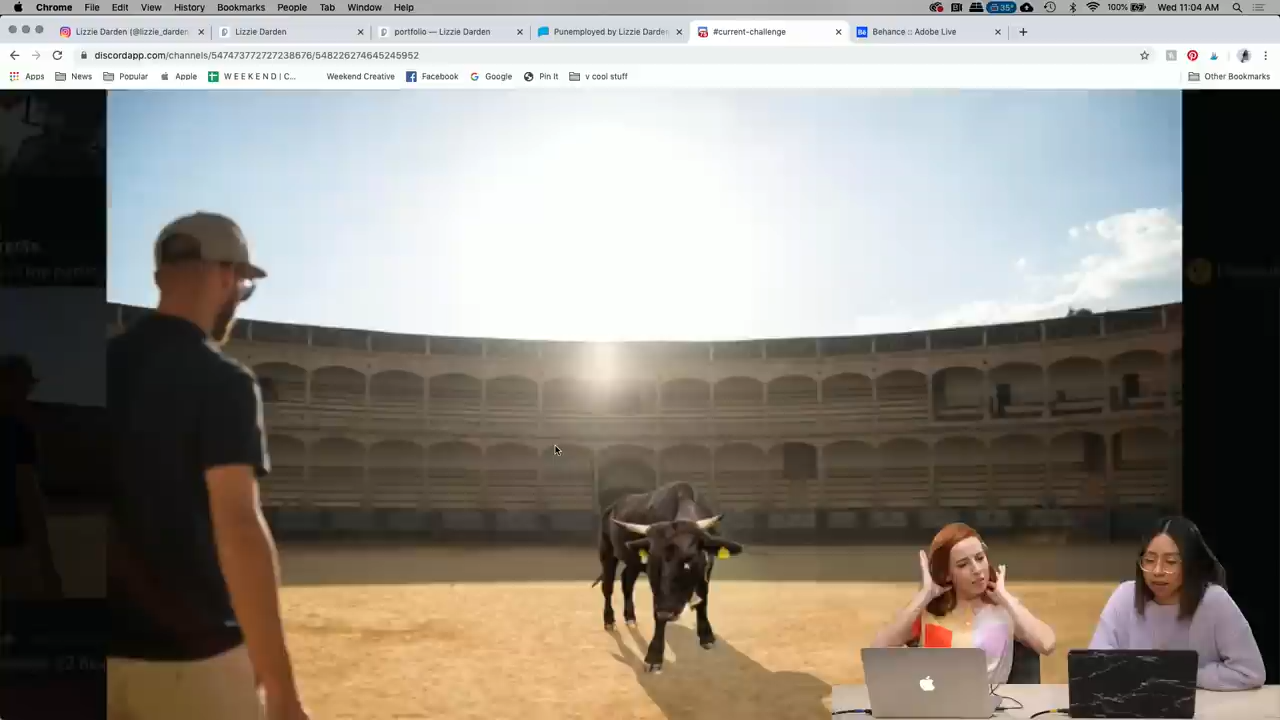 Chrome File Edit View History Bookmarks People Tab Window Help 35° 100% Wed 11:04 AM
Lizzie Darden (@lizzie_darden Lizzie Darden portfolio — Lizzie Darden Punemployed by Lizzie Darden #current-challenge Behance :: Adobe Live
discordapp.com/channels/547473772727238676/548226274645245952
Apps News Popular Apple W E E K E N D | C... Weekend Creative Facebook Google Pin It v cool stuff Other Bookmarks